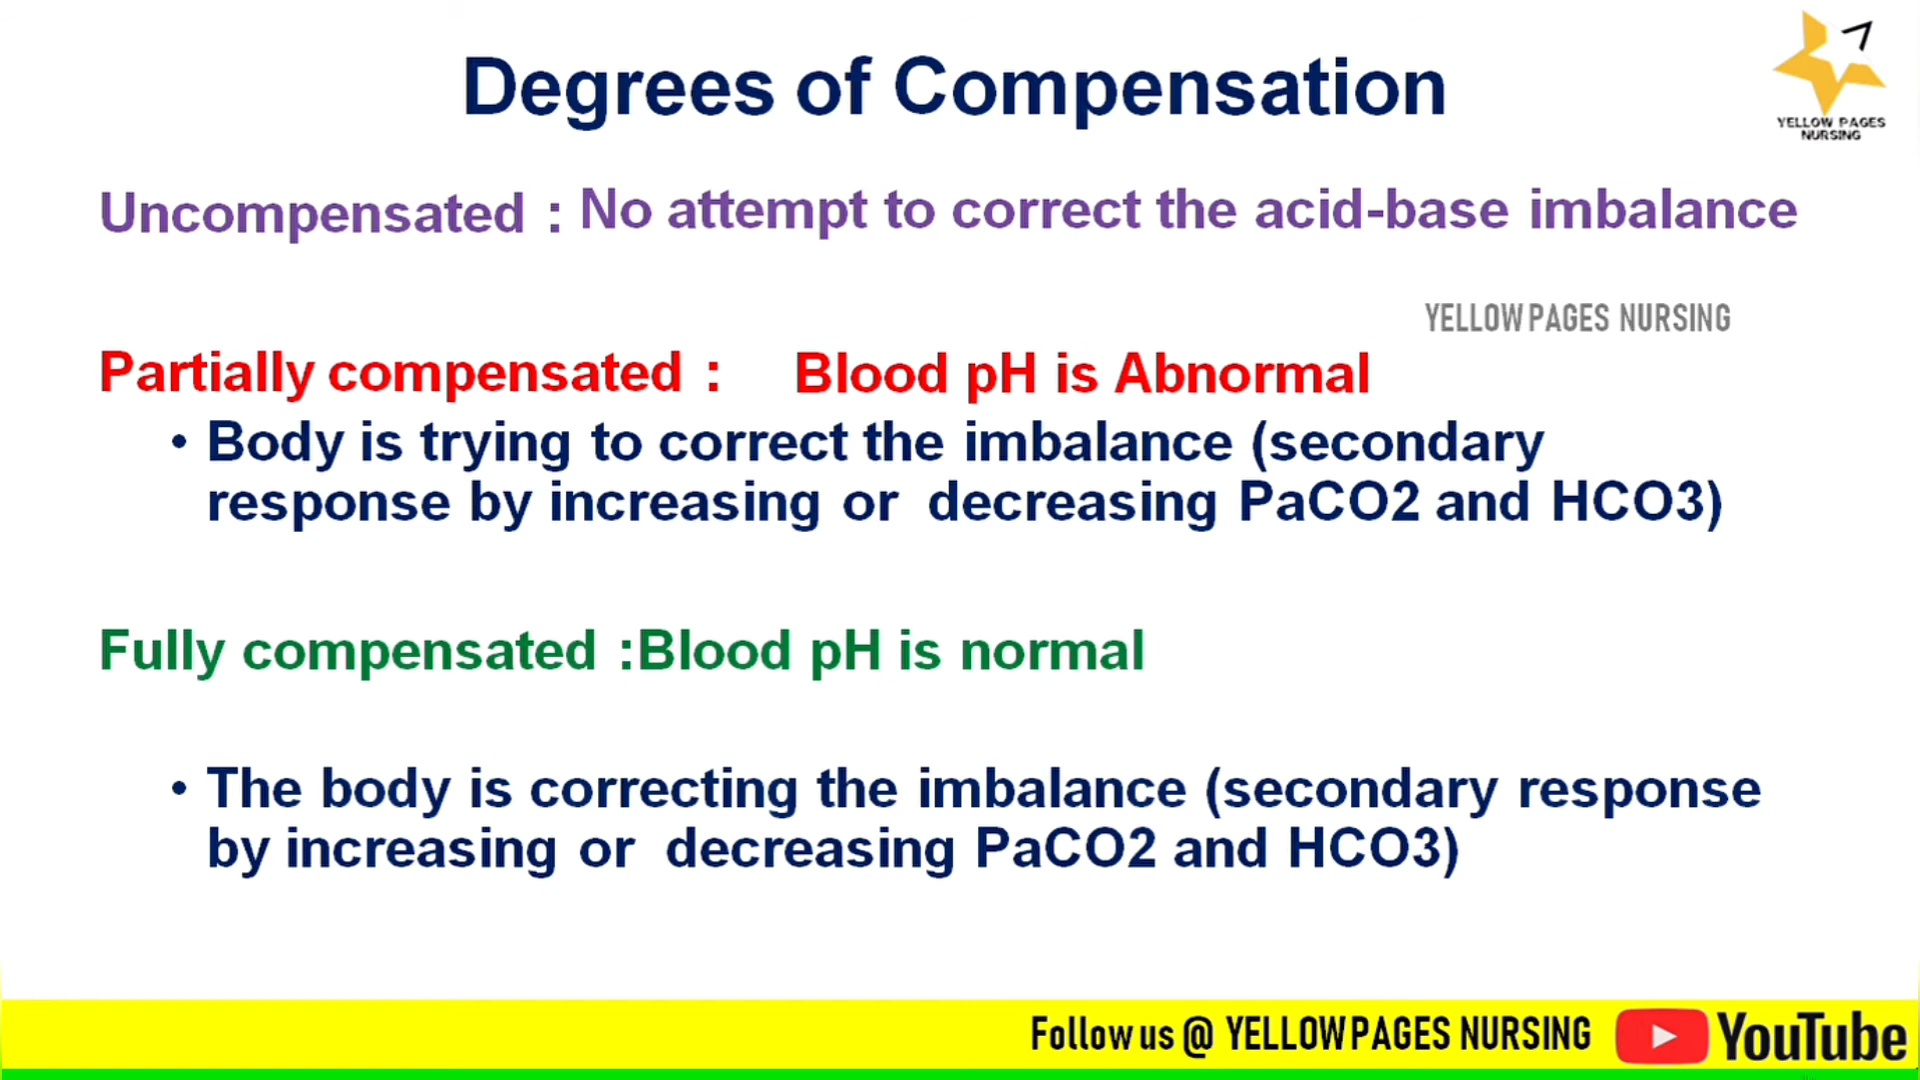 Degrees of Compensation
YELLOW PAGES
NURSING
Uncompensated : No attempt to correct the acid-base imbalance
YELLOW PAGES NURSING
Partially compensated : Blood pH is Abnormal
• Body is trying to correct the imbalance (secondary
response by increasing or decreasing PaCO2 and HCO3)
Fully compensated :Blood pH is normal
• The body is correcting the imbalance (secondary response
by increasing or decreasing PaCO2 and HCO3)
Follow us @ YELLOW PAGES NURSING YouTube